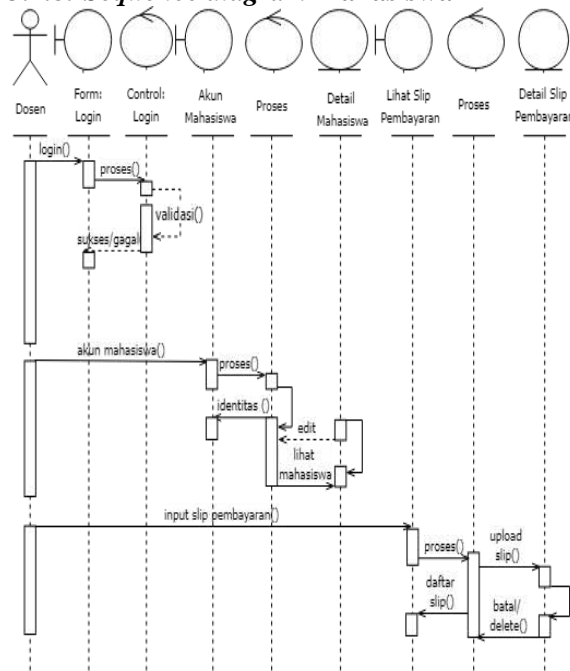 Sequence diagram
Dosen
Form:
Login
Control:
Login
Akun
Mahasiswa
Proses
Detail
Mahasiswa
Lihat Slip
Pembayaran
Proses
Detail Slip
Pembayaran
login()
proses()
validasi()
sukses/gagal
akun mahasiswa()
proses()
identitas ()
edit
lihat
mahasiswa
input slip pembayaran()
proses()
upload
slip()
daftar
slip()
batal/
delete()